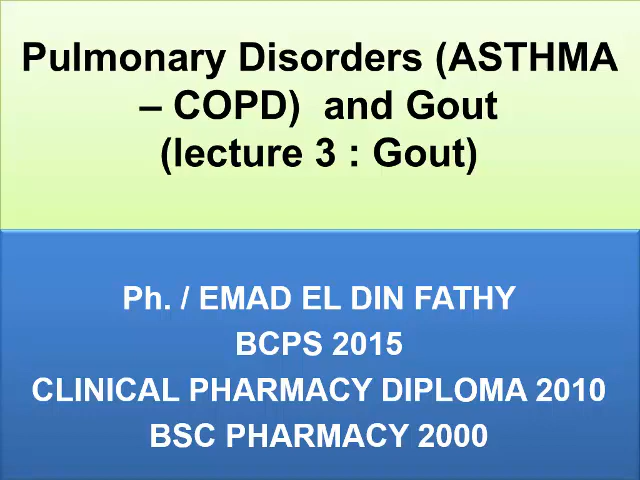 Pulmonary Disorders (ASTHMA
– COPD)  and Gout
(lecture 3 : Gout)
Ph. / EMAD EL DIN FATHY
BCPS 2015
CLINICAL PHARMACY DIPLOMA 2010
BSC PHARMACY 2000